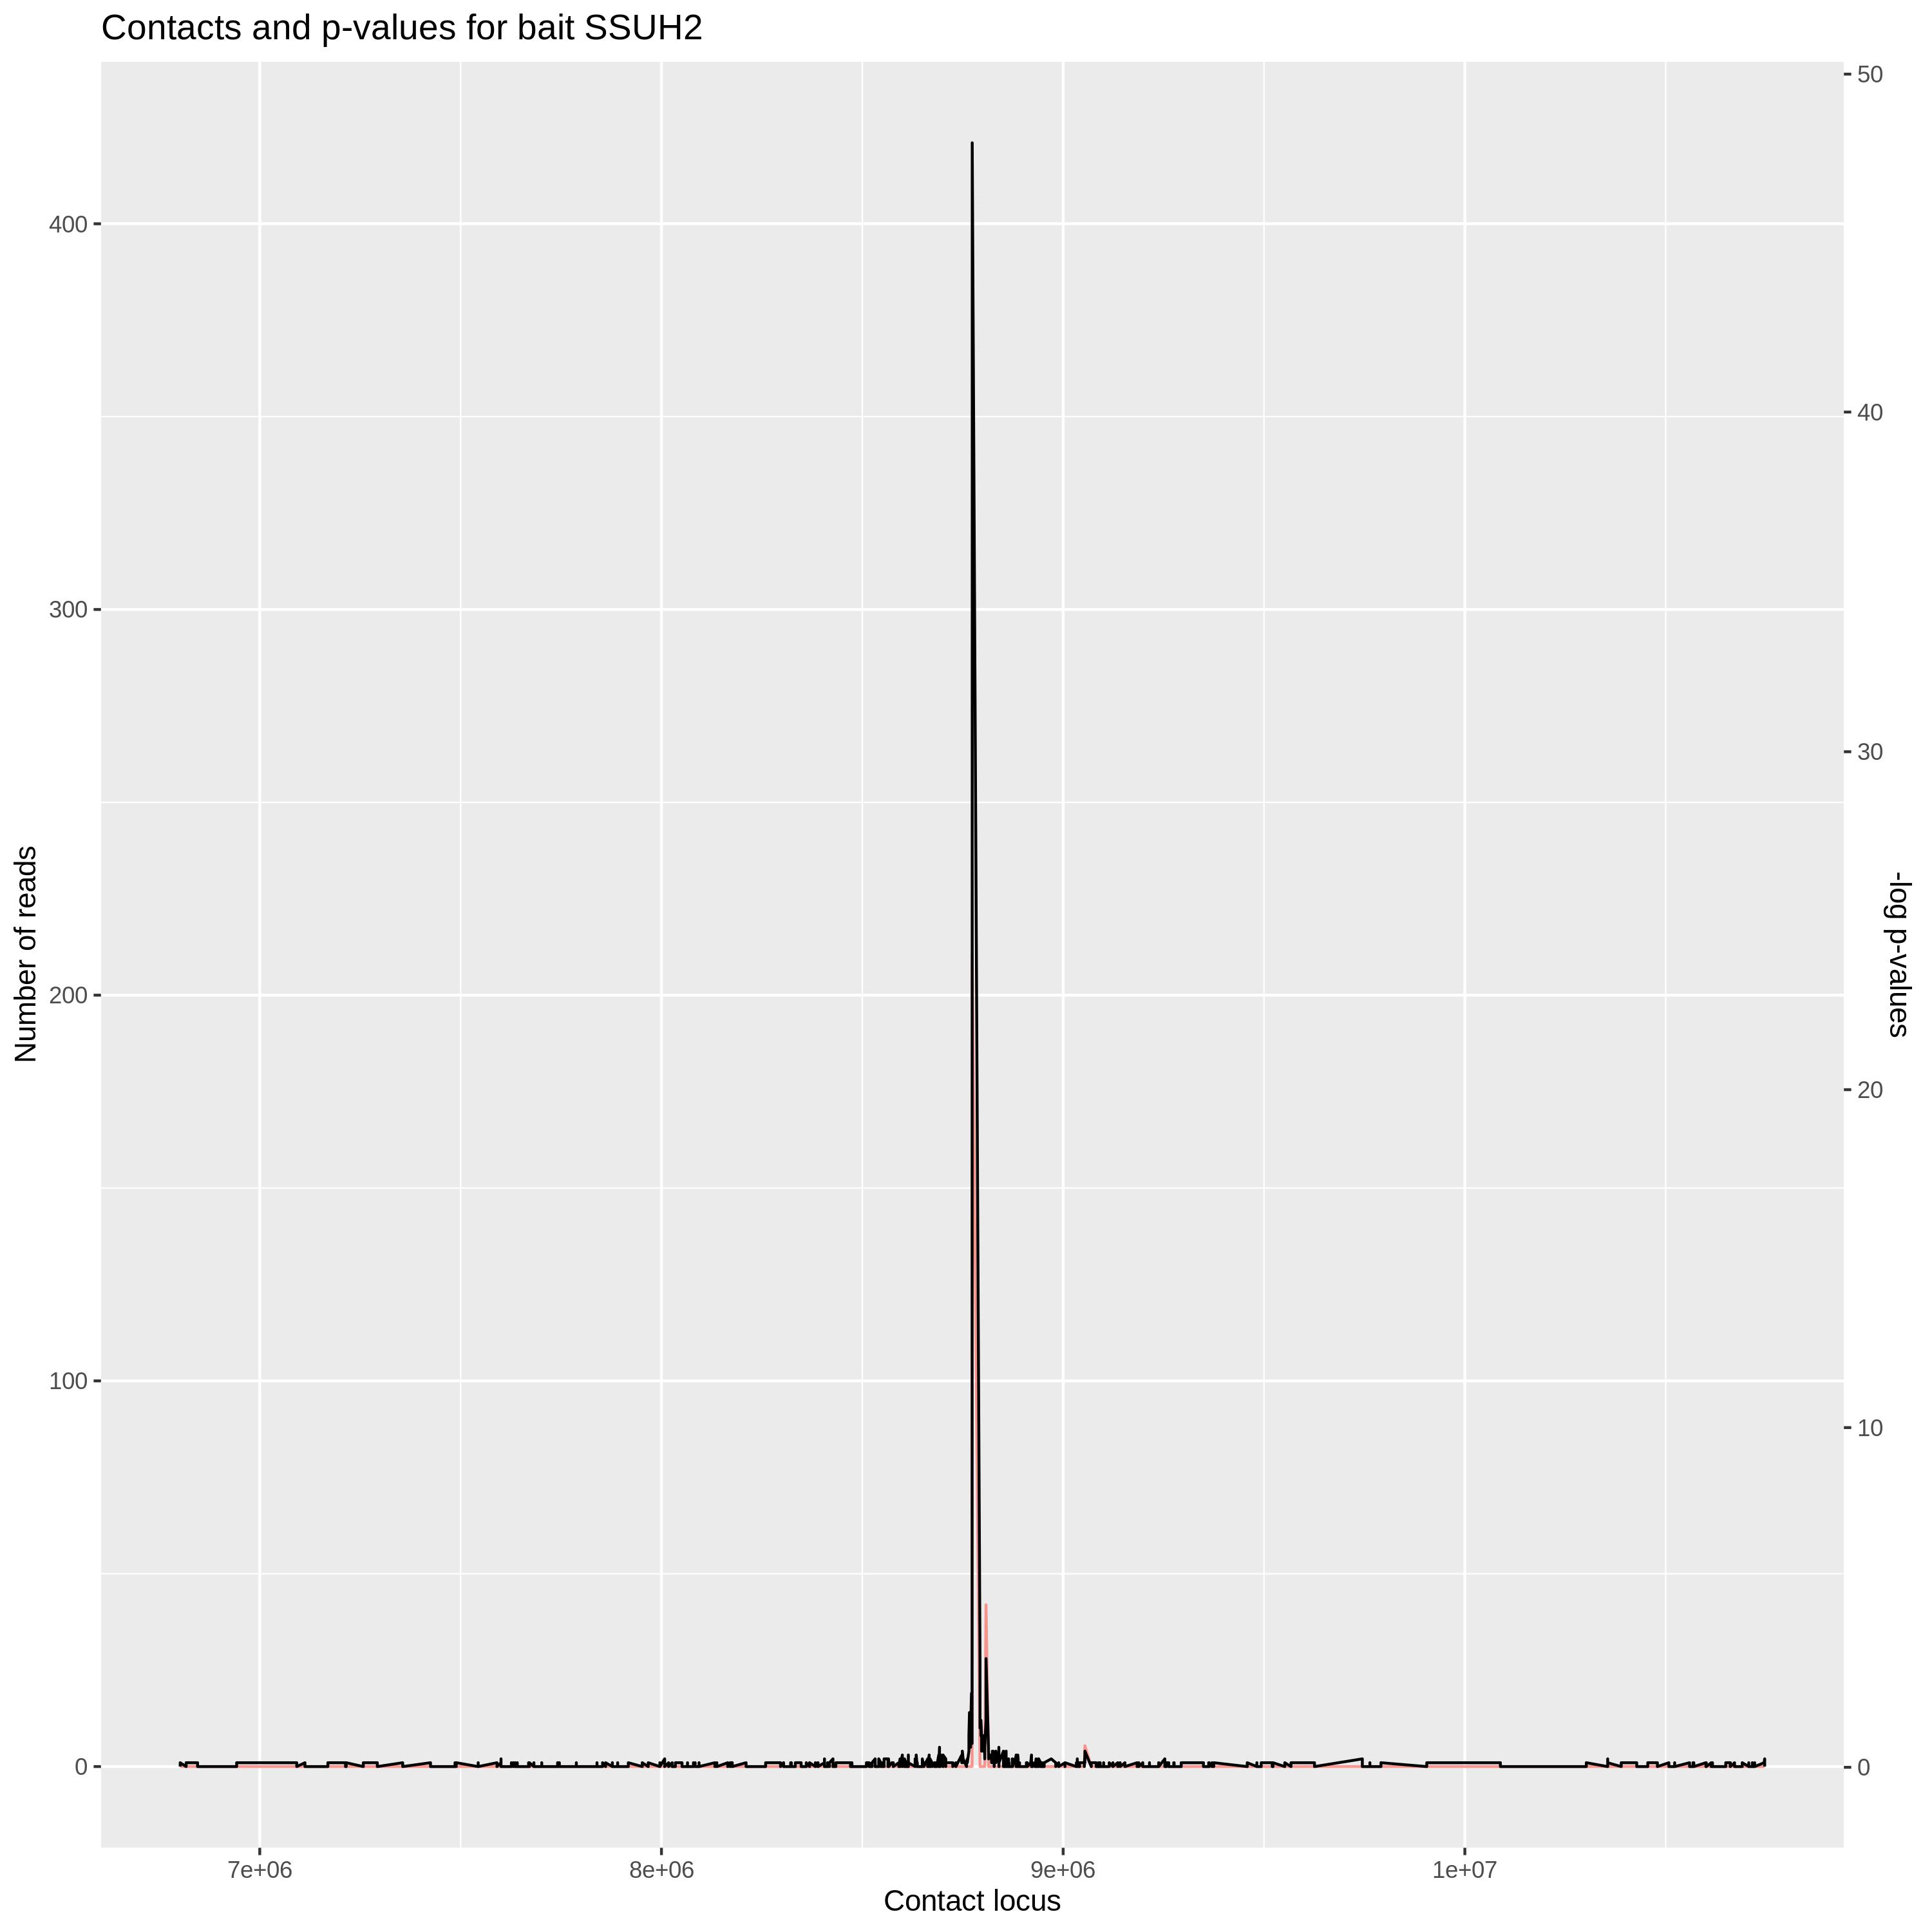 Contacts and p-values for bait SSUH2
50
400
40
300
30
Number of reads
-log p-values
200
20
100
10
0
0
7e+06
8e+06
9e+06
1e+07
Contact locus